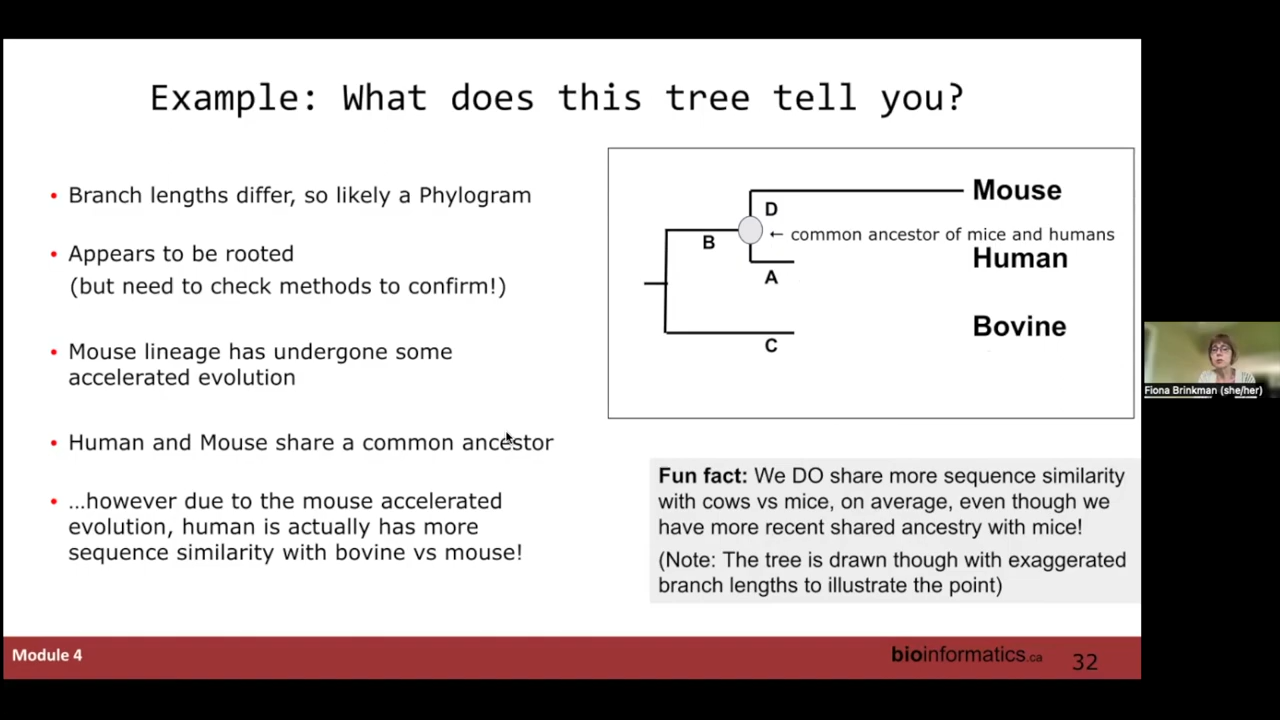 Example: What does this tree tell you?
• Branch lengths differ, so likely a Phylogram
• Appears to be rooted
(but need to check methods to confirm!)
• Mouse lineage has undergone some
accelerated evolution
• Human and Mouse share a common ancestor
• …however due to the mouse accelerated
evolution, human is actually has more
sequence similarity with bovine vs mouse!
Mouse
D
← common ancestor of mice and humans
B
Human
A
Bovine
C
Fun fact: We DO share more sequence similarity
with cows vs mice, on average, even though we
have more recent shared ancestry with mice!
(Note: The tree is drawn though with exaggerated
branch lengths to illustrate the point)
Fiona Brinkman (she/her)
Module 4
bioinformatics.ca
32